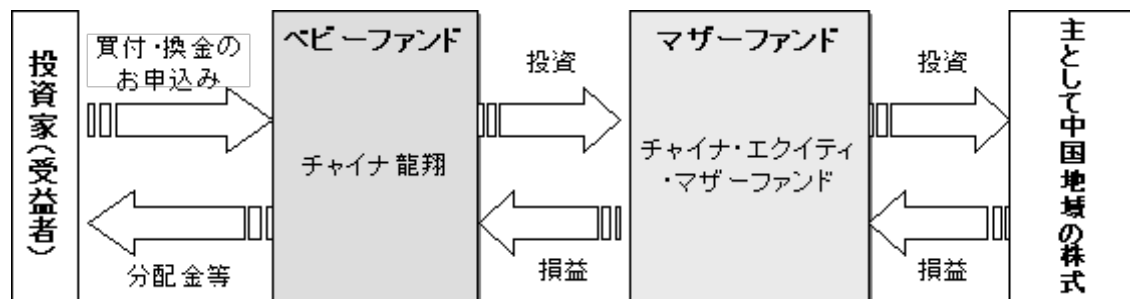 投資家(受益者)
買付・換金の
お申込み
分配金等
ベビーファンド
チャイナ龍翔
投資
損益
マザーファンド
チャイナ・エクイティ
・マザーファンド
投資
損益
主として中国地域の株式